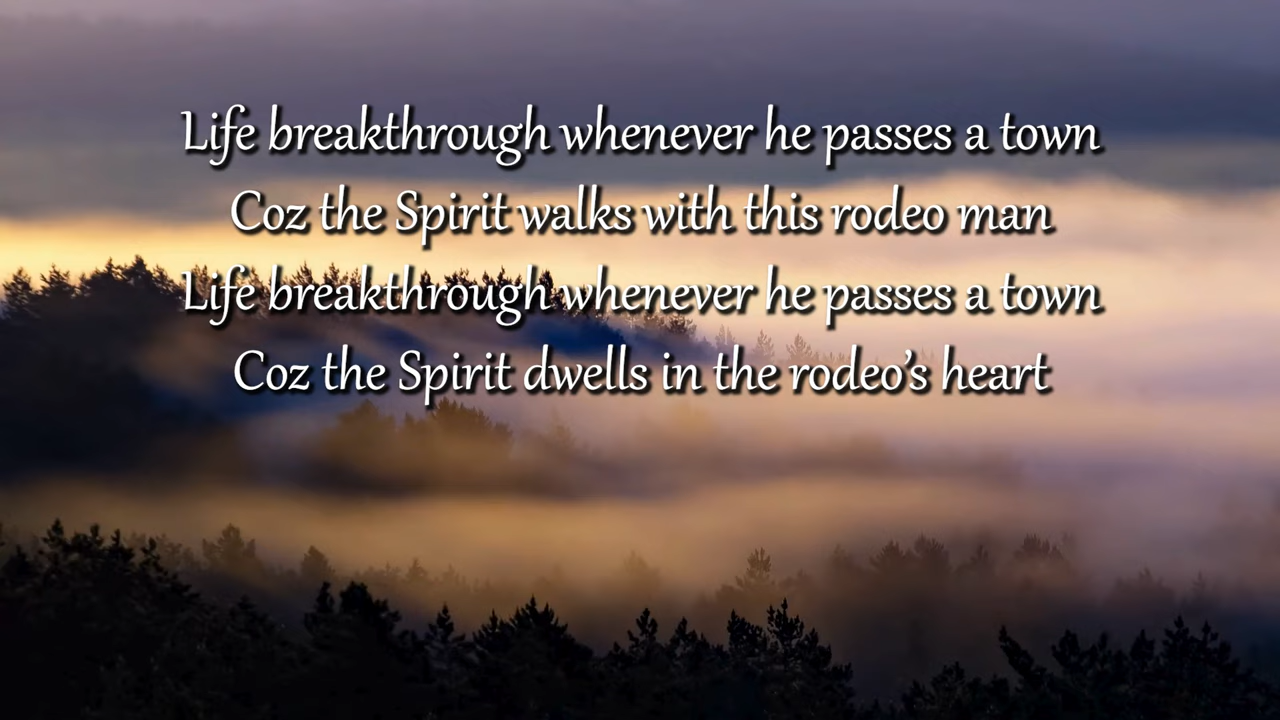 Life breakthrough whenever he passes a town
Coz the Spirit walks with this rodeo man
Life breakthrough whenever he passes a town
Coz the Spirit dwells in the rodeo’s heart